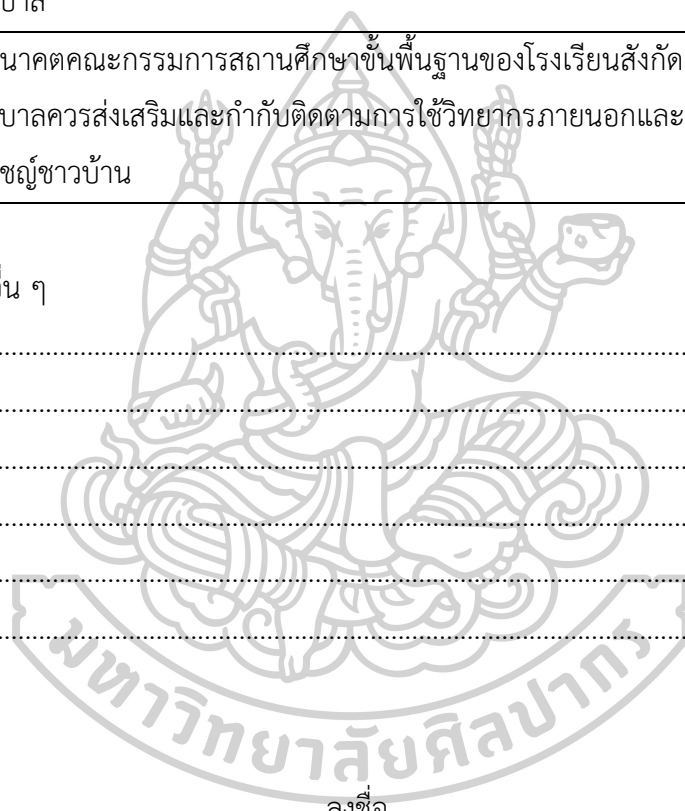 บาล
นาคตคณะกรรมการสถานศึกษาขั้นพื้นฐานของโรงเรียนสังกัด
บาลควรส่งเสริมและกำกับติดตามการใช้วิทยากรภายนอกและ
ชญ์ชาวบ้าน
อื่น ๆ
มหาวิทยาลัยศิลปากร
ลงชื่อ